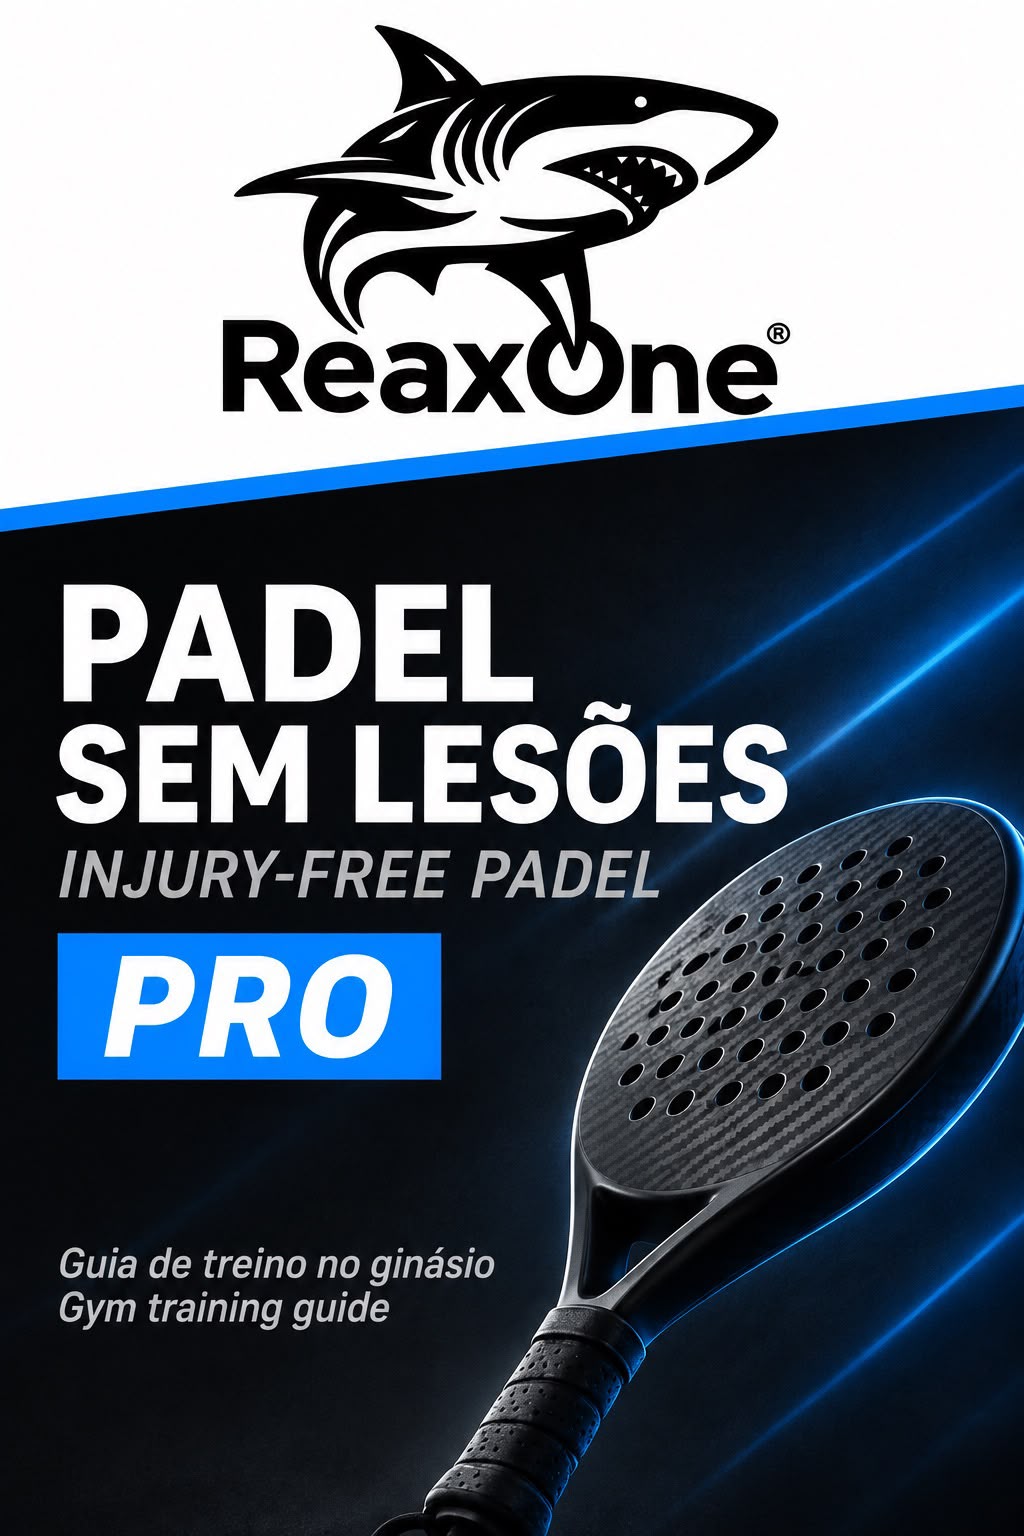 ReaxOne®
PADEL
SEM LESÕES
INJURY-FREE PADEL
PRO
Guia de treino no ginásio
Gym training guide